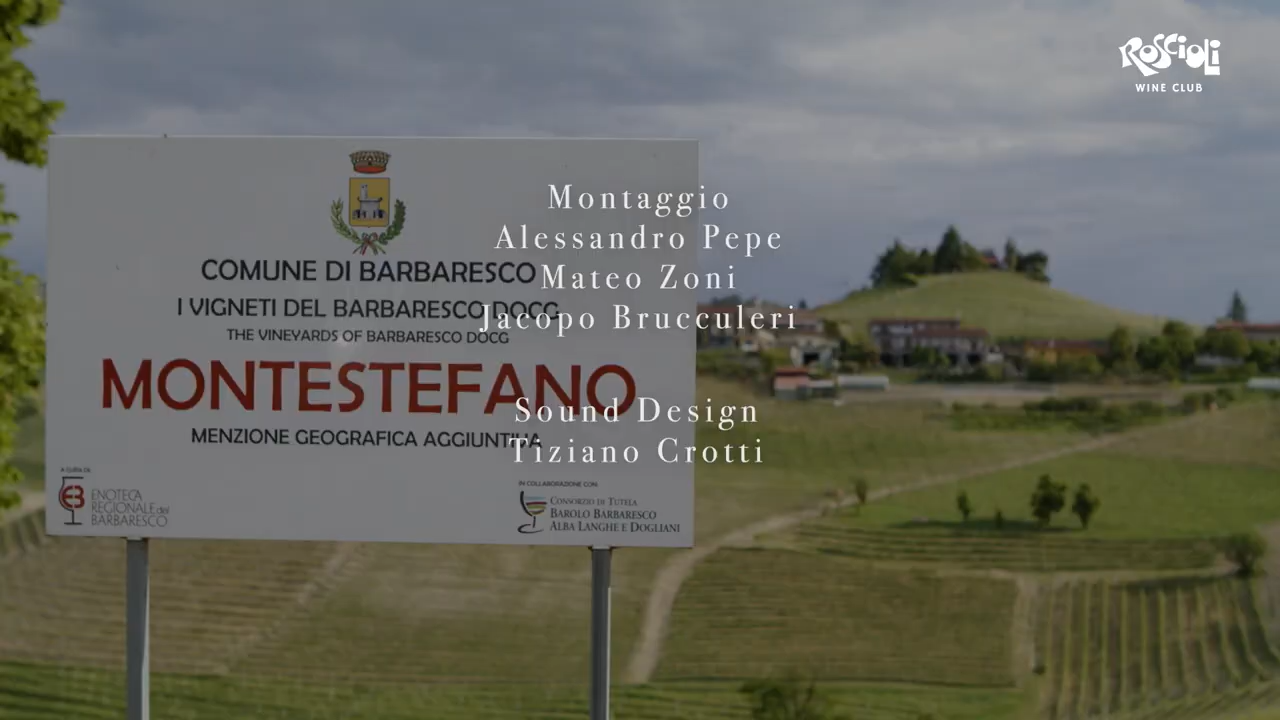 ROSCIOLI
WINE CLUB
COMUNE DI BARBARESCO
I VIGNETI DEL BARBARESCO DOCG
THE VINEYARDS OF BARBARESCO DOCG
MONTESTEFANO
MENZIONE GEOGRAFICA AGGIUNTIVA
A CURA DI:
ENOTECA
REGIONALE del
BARBARESCO
IN COLLABORAZIONE CON:
CONSORZIO DI TUTELA
BAROLO BARBARESCO
ALBA LANGHE E DOGLIANI
Montaggio
Alessandro Pepe
Mateo Zoni
Jacopo Brucculeri
Sound Design
Tiziano Crotti